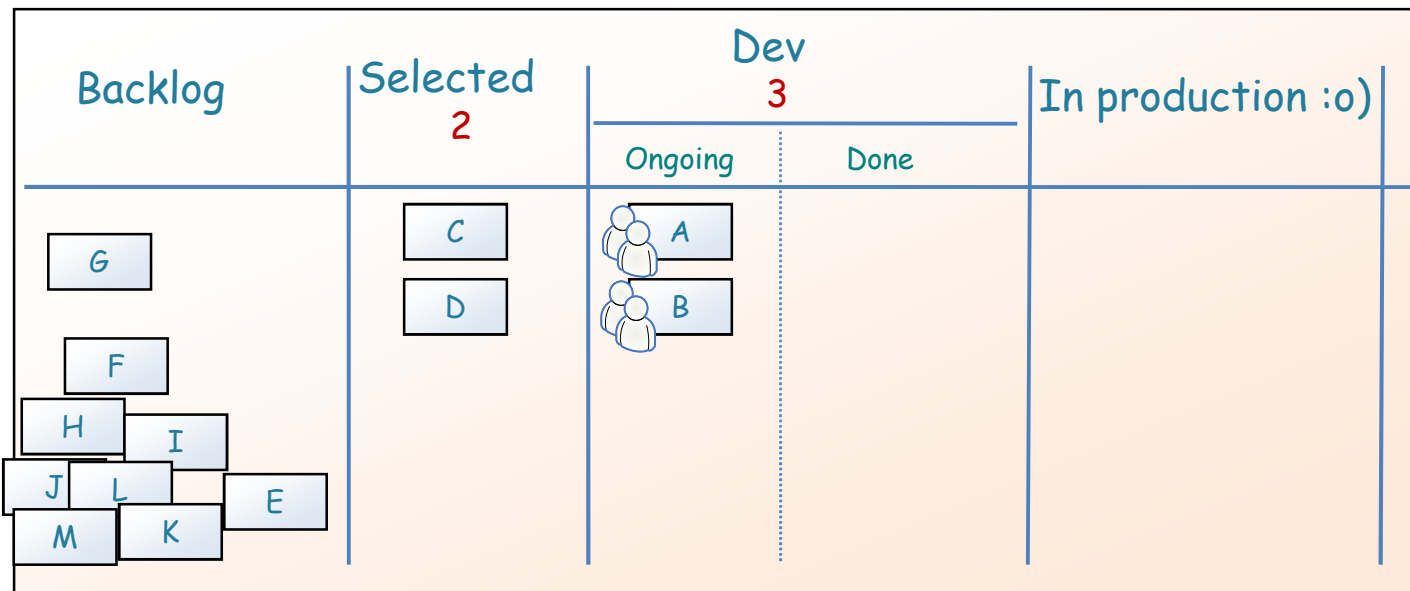 Backlog
Selected
2
Dev
3
In production :o)
Ongoing
Done
G
F
H
I
J
L
E
M
K
C
D
A
B